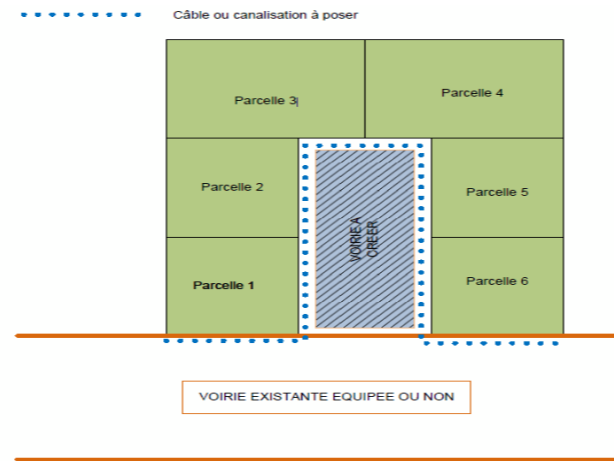 Câble ou canalisation à poser
Parcelle 3
Parcelle 4
Parcelle 2
Parcelle 5
VOIRIE A
CREER
Parcelle 1
Parcelle 6
VOIRIE EXISTANTE EQUIPEE OU NON